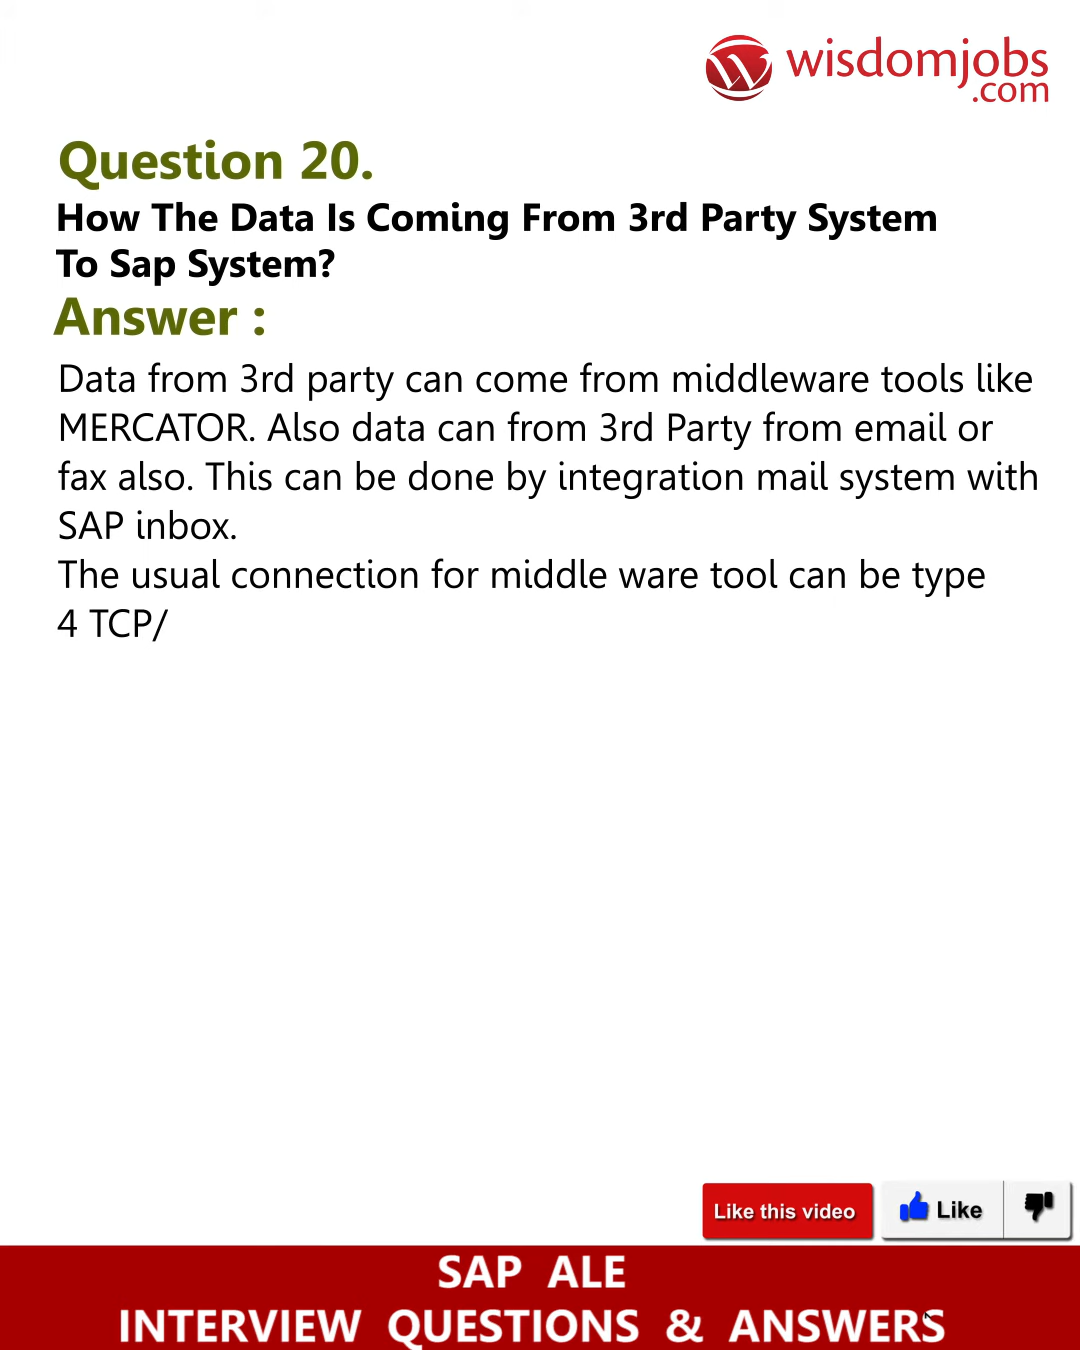 wisdomjobs
.com
Question 20.
How The Data Is Coming From 3rd Party System
To Sap System?
Answer :
Data from 3rd party can come from middleware tools like
MERCATOR. Also data can from 3rd Party from email or
fax also. This can be done by integration mail system with
SAP inbox.
The usual connection for middle ware tool can be type
4 TCP/
Like this video
Like
SAP ALE
INTERVIEW QUESTIONS & ANSWERS